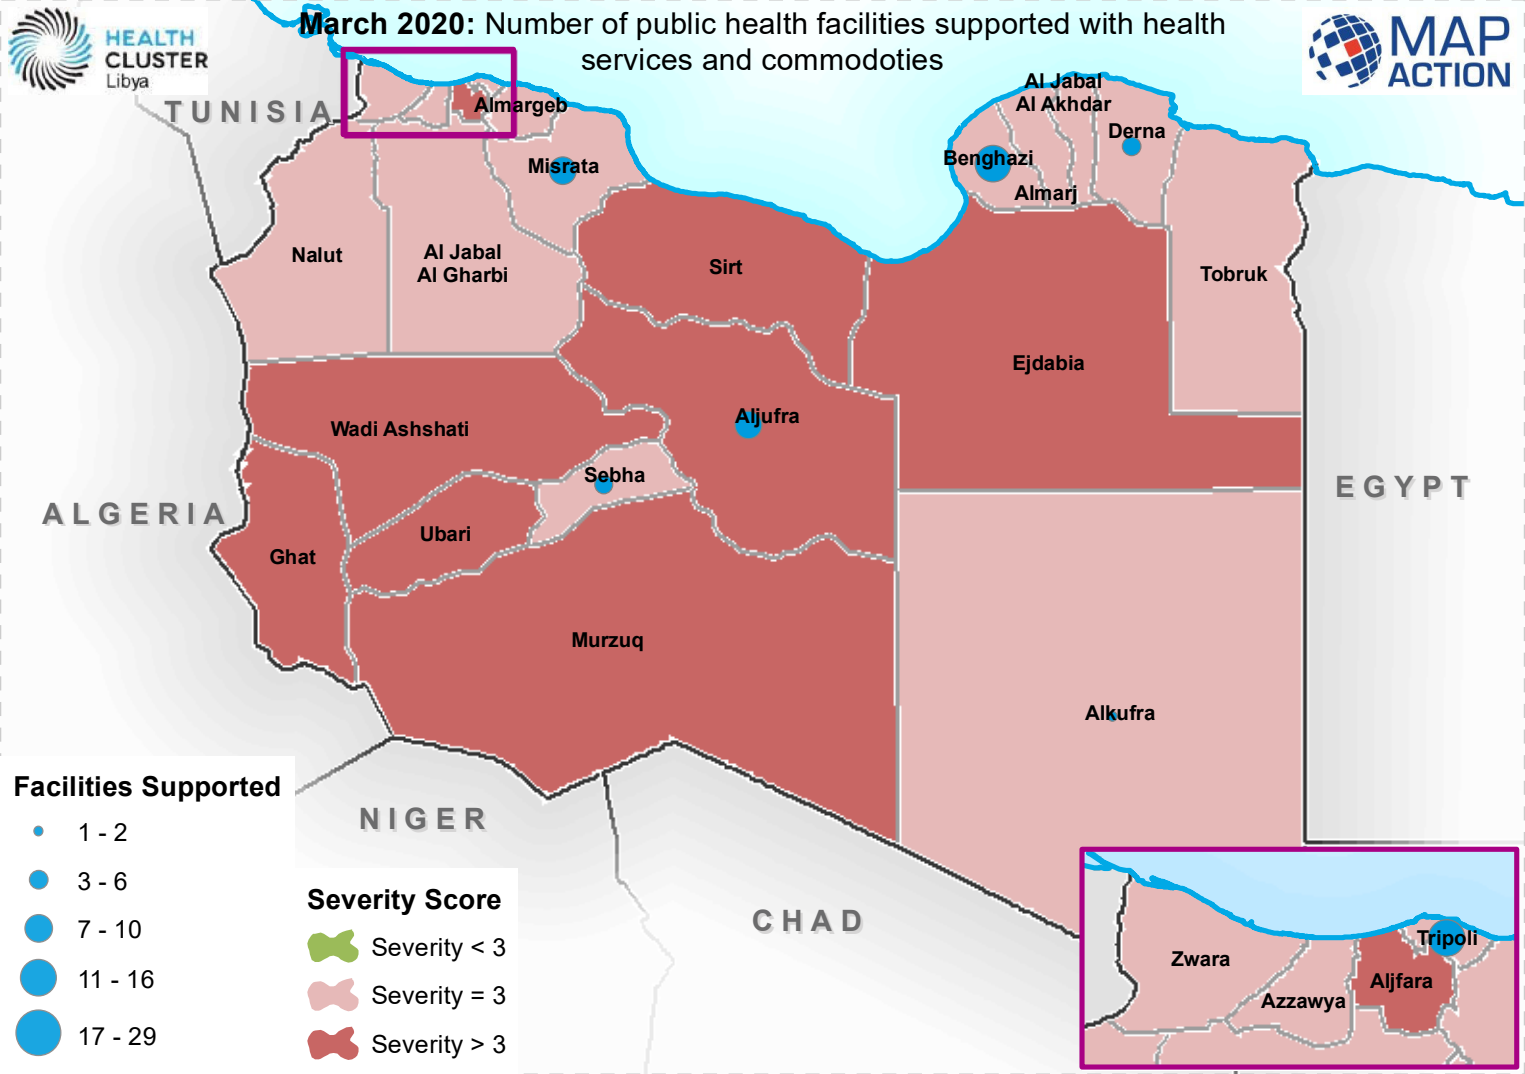 March 2020: Number of public health facilities supported with health
services and commodoties
HEALTH
CLUSTER
Libya
MAP
ACTION
TUNISIA
Almargeb
Al Jabal
Al Akhdar
Derna
Benghazi
Misrata
Almarj
Nalut
Al Jabal
Al Gharbi
Sirt
Tobruk
Ejdabia
Wadi Ashshati
Aljufra
Sebha
EGYPT
ALGERIA
Ubari
Ghat
Murzuq
Alkufra
NIGER
CHAD
Facilities Supported
1 - 2
3 - 6
7 - 10
11 - 16
17 - 29
Severity Score
Severity < 3
Severity = 3
Severity > 3
Tripoli
Zwara
Aljfara
Azzawya